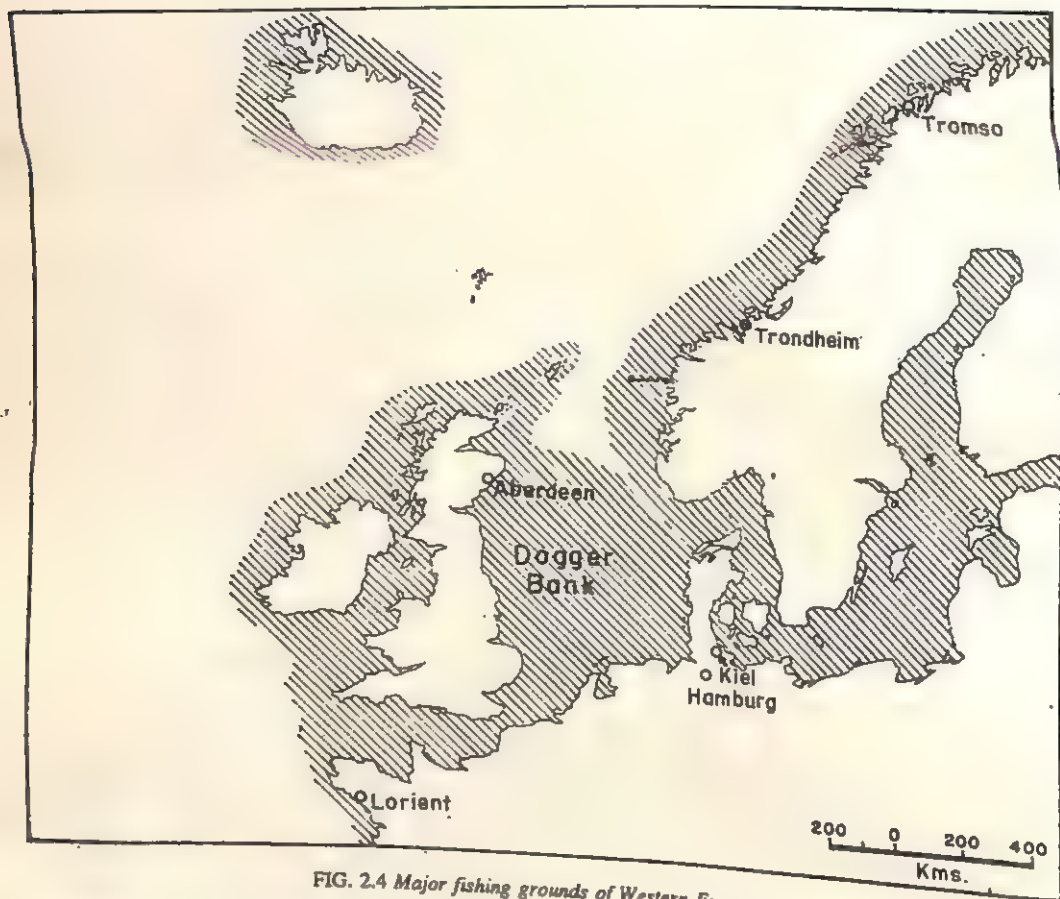 Tromso
Trondheim
Aberdeen
Dogger
Bank
Kiel
Hamburg
Lorient
200 0 200 400
Kms.
FIG. 2.4 Major fishing grounds of Western